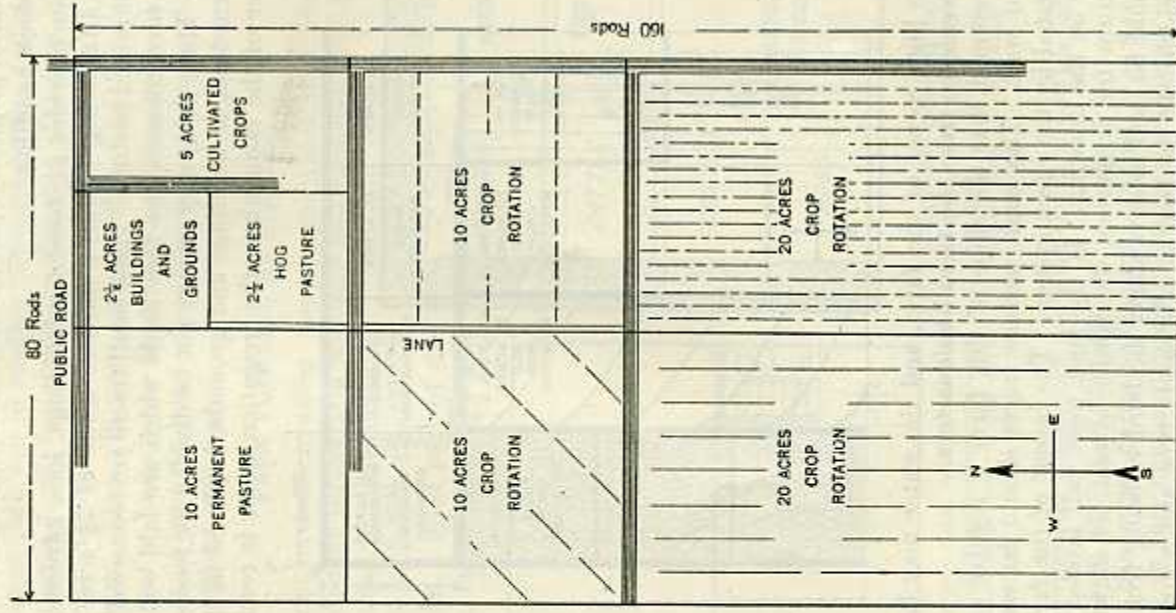 160 Rods
80 Rods
PUBLIC ROAD
2½ ACRES
BUILDINGS
AND
GROUNDS
5 ACRES
CULTIVATED
CROPS
10 ACRES
PERMANENT
PASTURE
2½ ACRES
HOG
PASTURE
LANE
10 ACRES
CROP
ROTATION
10 ACRES
CROP
ROTATION
20 ACRES
CROP
ROTATION
20 ACRES
CROP
ROTATION
N
W
E
S